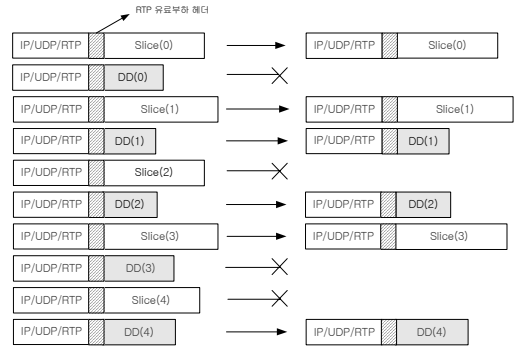 RTP 유료부하 헤더
IP/UDP/RTP Slice(0) IP/UDP/RTP Slice(0)
IP/UDP/RTP DD(0)
IP/UDP/RTP Slice(1) IP/UDP/RTP Slice(1)
IP/UDP/RTP DD(1) IP/UDP/RTP DD(1)
IP/UDP/RTP Slice(2)
IP/UDP/RTP DD(2) IP/UDP/RTP DD(2)
IP/UDP/RTP Slice(3) IP/UDP/RTP Slice(3)
IP/UDP/RTP DD(3)
IP/UDP/RTP Slice(4)
IP/UDP/RTP DD(4) IP/UDP/RTP DD(4)